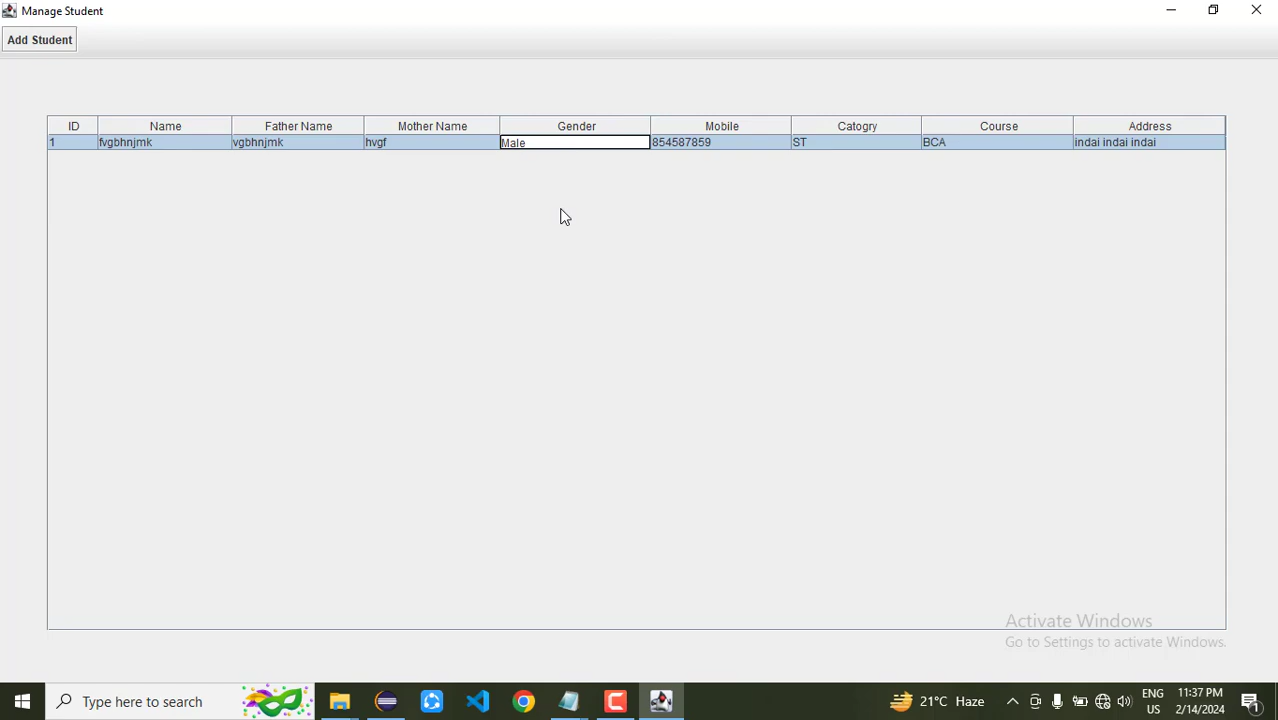 Manage Student
Add Student
ID Name Father Name Mother Name Gender Mobile Catogry Course Address
1 fvgbhnjmk vgbhnjmk hvgf Male 854587859 ST BCA indai indai indai
Activate Windows
Go to Settings to activate Windows.
Type here to search
21°C Haze
ENG
US
11:37 PM
2/14/2024
1